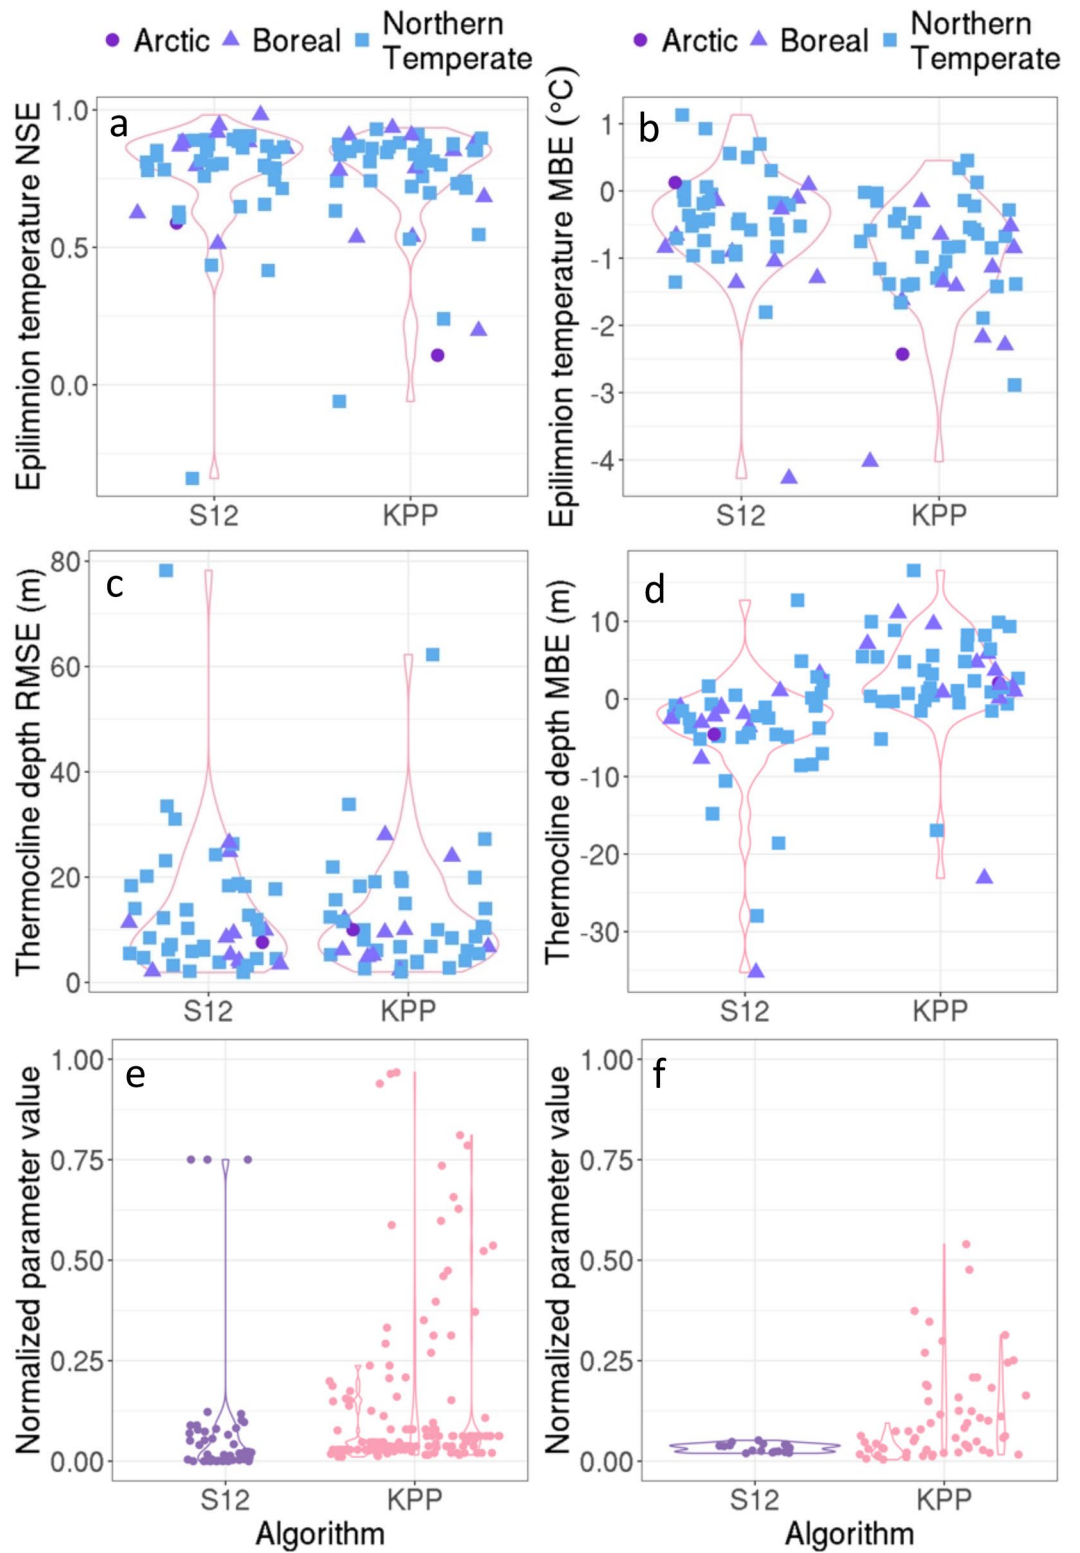 Arctic Boreal Northern Temperate
Arctic Boreal Northern Temperate
a
Epilimnion temperature NSE
1.0
0.5
0.0
S12 KPP
b
Epilimnion temperature MBE (°C)
1
0
-1
-2
-3
-4
S12 KPP
c
Thermocline depth RMSE (m)
80
60
40
20
0
S12 KPP
d
Thermocline depth MBE (m)
10
0
-10
-20
-30
S12 KPP
e
Normalized parameter value
1.00
0.75
0.50
0.25
0.00
S12 KPP
Algorithm
f
Normalized parameter value
1.00
0.75
0.50
0.25
0.00
S12 KPP
Algorithm